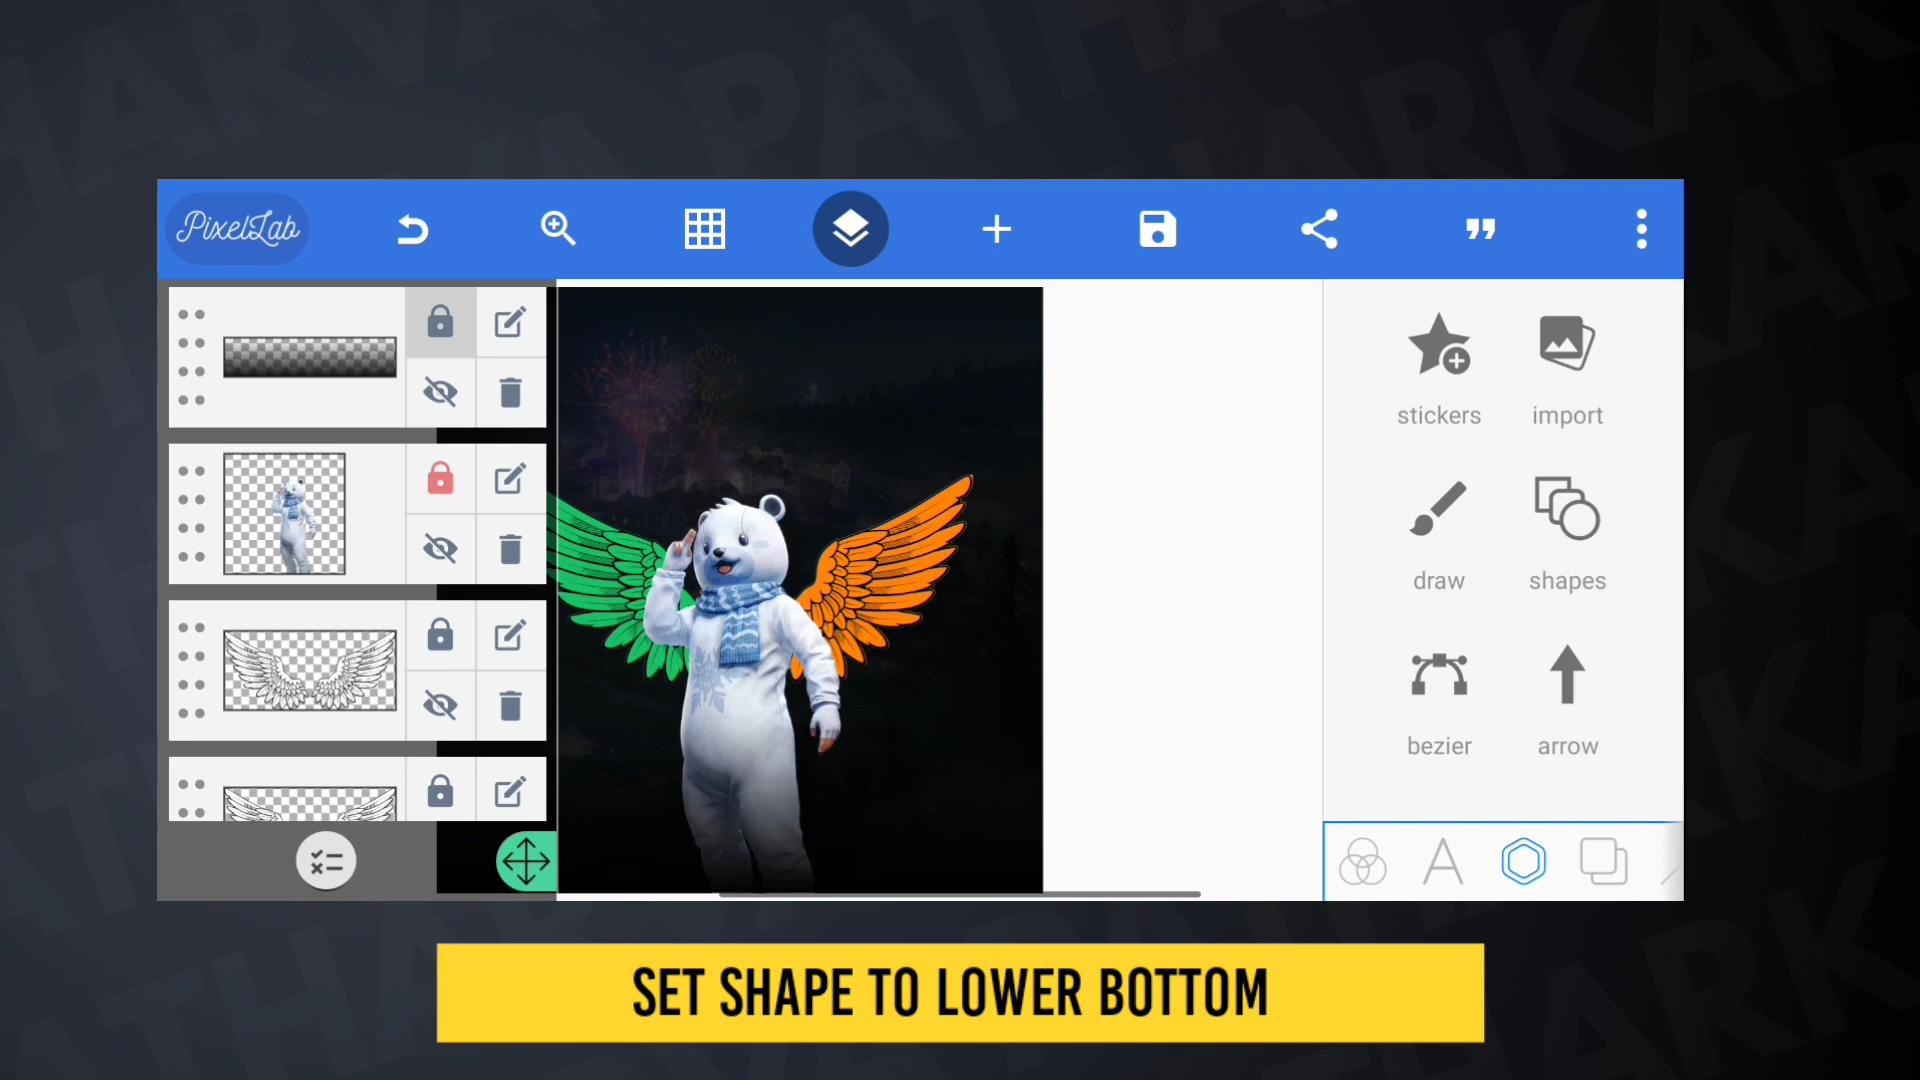 PixelLab
stickers import
draw shapes
bezier arrow
SET SHAPE TO LOWER BOTTOM